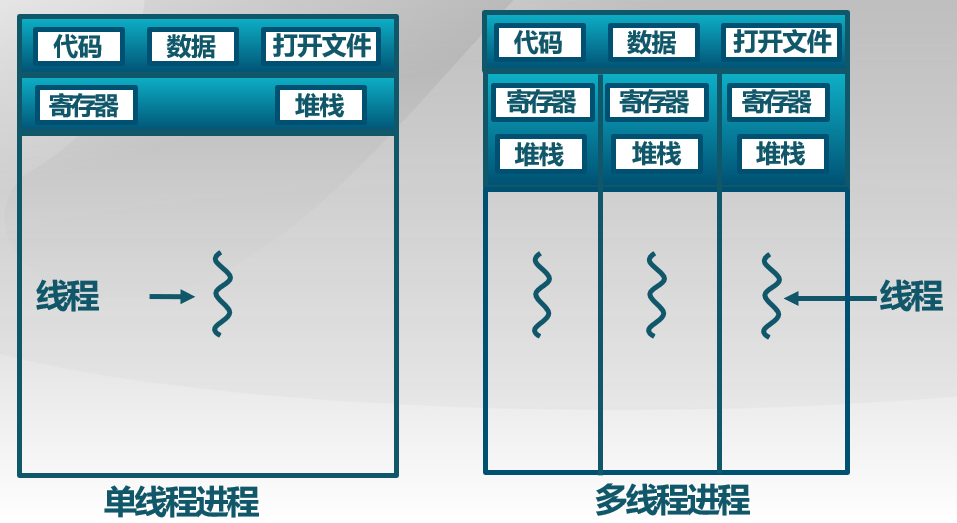 代码 数据 打开文件
寄存器 堆栈
线程
单线程进程
代码 数据 打开文件
寄存器 寄存器 寄存器
堆栈 堆栈 堆栈
线程
多线程进程